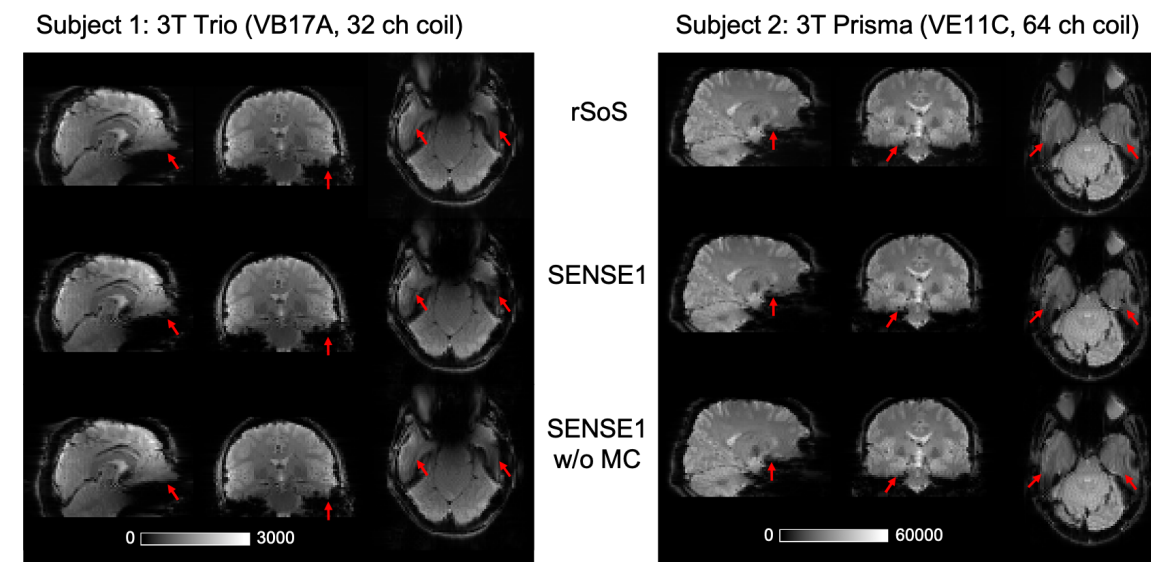 Subject 1: 3T Trio (VB17A, 32 ch coil)
Subject 2: 3T Prisma (VE11C, 64 ch coil)
rSoS
SENSE1
SENSE1
w/o MC
0 3000
0 60000